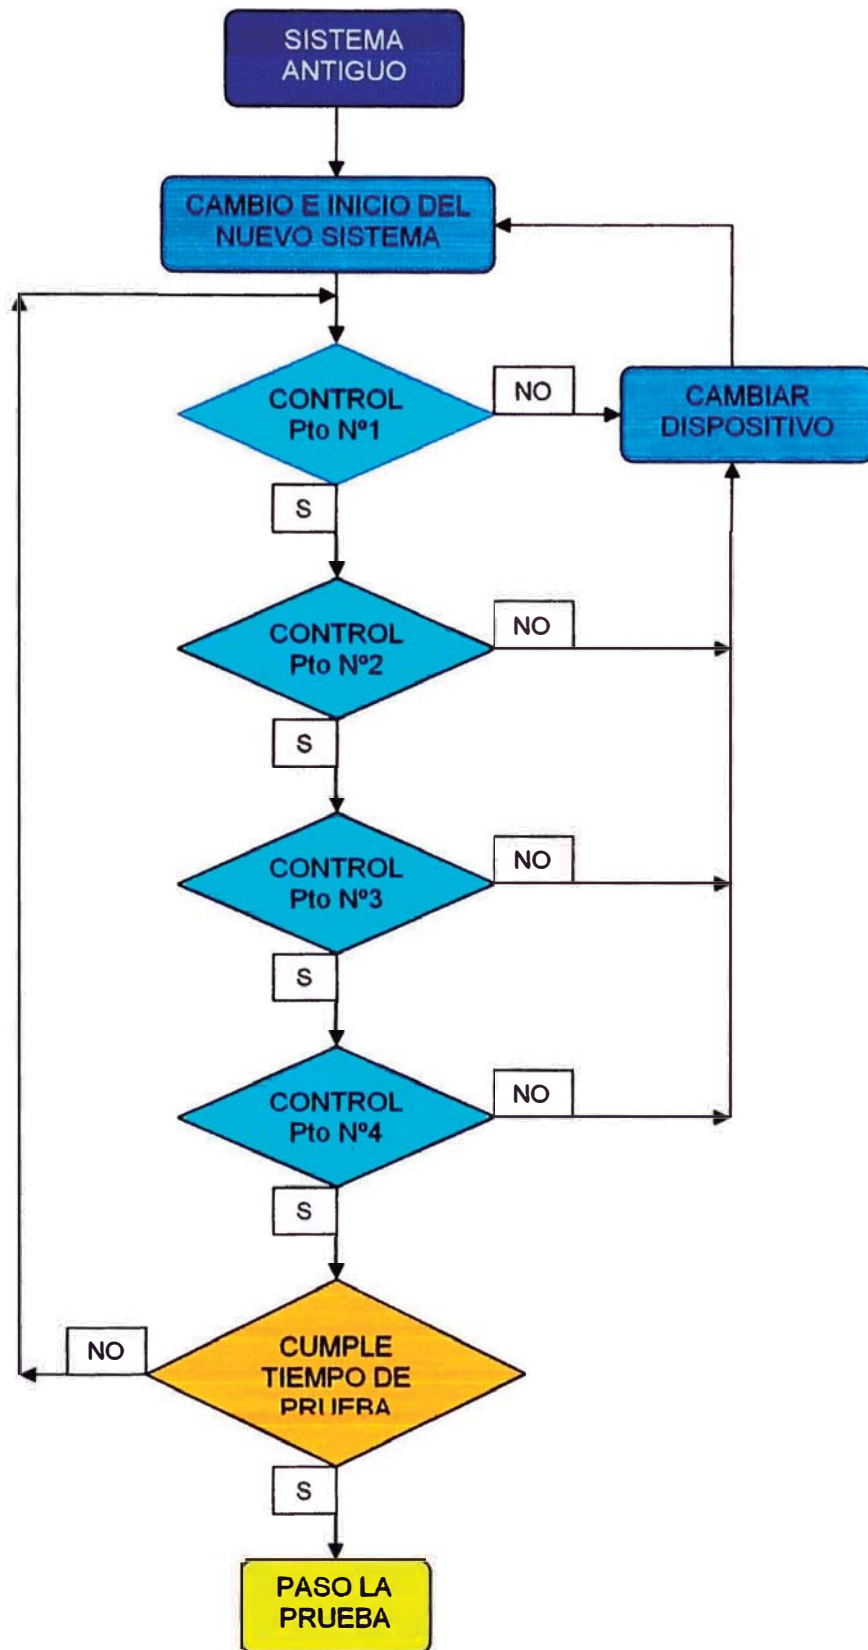 SISTEMA
ANTIGUO
CAMBIO E INICIO DEL
NUEVO SISTEMA
CONTROL
Pto Nº1
NO
CAMBIAR
DISPOSITIVO
S
CONTROL
Pto Nº2
NO
S
CONTROL
Pto Nº3
NO
S
CONTROL
Pto Nº4
NO
S
CUMPLE
TIEMPO DE
PRUEBA
NO
S
PASO LA
PRUEBA